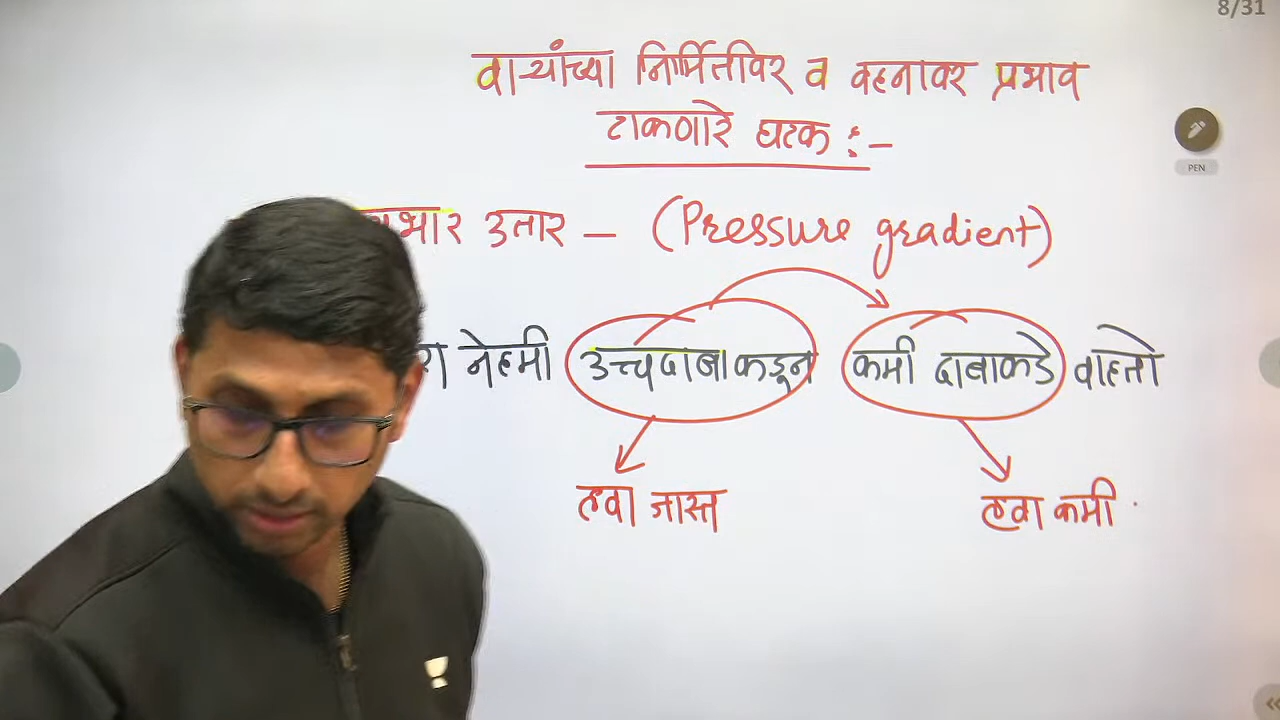 8/31
वाऱ्यांच्या निर्मितीवर व वहनावर प्रभाव
टाकणारे घटक :-
PEN
उतार – (Pressure gradient)
नेहमी उच्चदाबाकडून कमी दाबाकडे वाहतो
हवा जास्त
हवा कमी